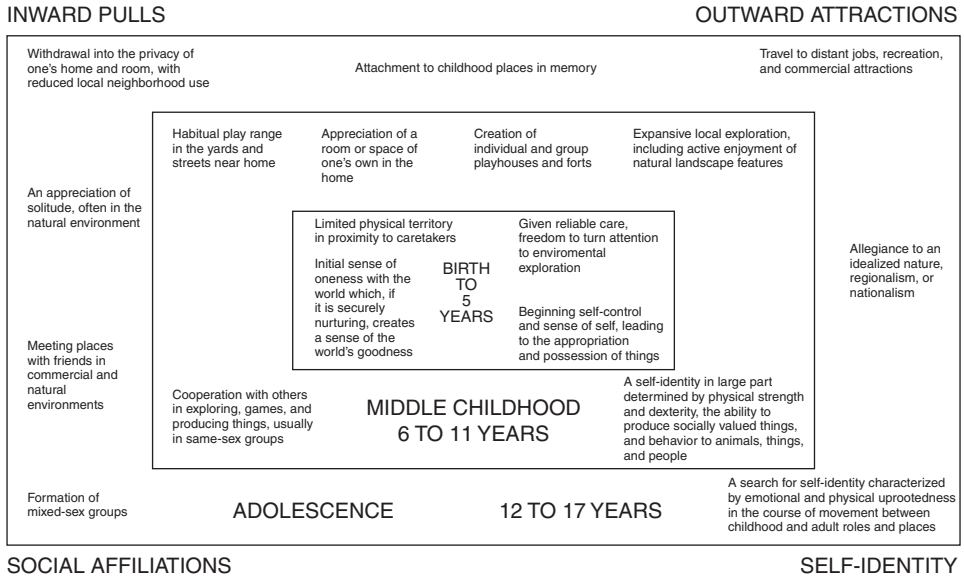 INWARD PULLS
OUTWARD ATTRACTIONS
Withdrawal into the privacy of
one's home and room, with
reduced local neighborhood use
Attachment to childhood places in memory
Travel to distant jobs, recreation,
and commercial attractions
Habitual play range
in the yards and
streets near home
Appreciation of a
room or space of
one's own in the
home
Creation of
individual and group
playhouses and forts
Expansive local exploration,
including active enjoyment of
natural landscape features
An appreciation of
solitude, often in the
natural environment
Limited physical territory
in proximity to caretakers
Given reliable care,
freedom to turn attention
to enviromental
exploration
Initial sense of
oneness with the
world which, if
it is securely
nurturing, creates
a sense of the
world's goodness
BIRTH
TO
5
YEARS
Beginning self-control
and sense of self, leading
to the appropriation
and possession of things
Allegiance to an
idealized nature,
regionalism, or
nationalism
Meeting places
with friends in
commercial and
natural
environments
Cooperation with others
in exploring, games, and
producing things, usually
in same-sex groups
MIDDLE CHILDHOOD
6 TO 11 YEARS
A self-identity in large part
determined by physical strength
and dexterity, the ability to
produce socially valued things,
and behavior to animals, things,
and people
Formation of
mixed-sex groups
ADOLESCENCE
12 TO 17 YEARS
A search for self-identity characterized
by emotional and physical uprootedness
in the course of movement between
childhood and adult roles and places
SOCIAL AFFILIATIONS
SELF-IDENTITY